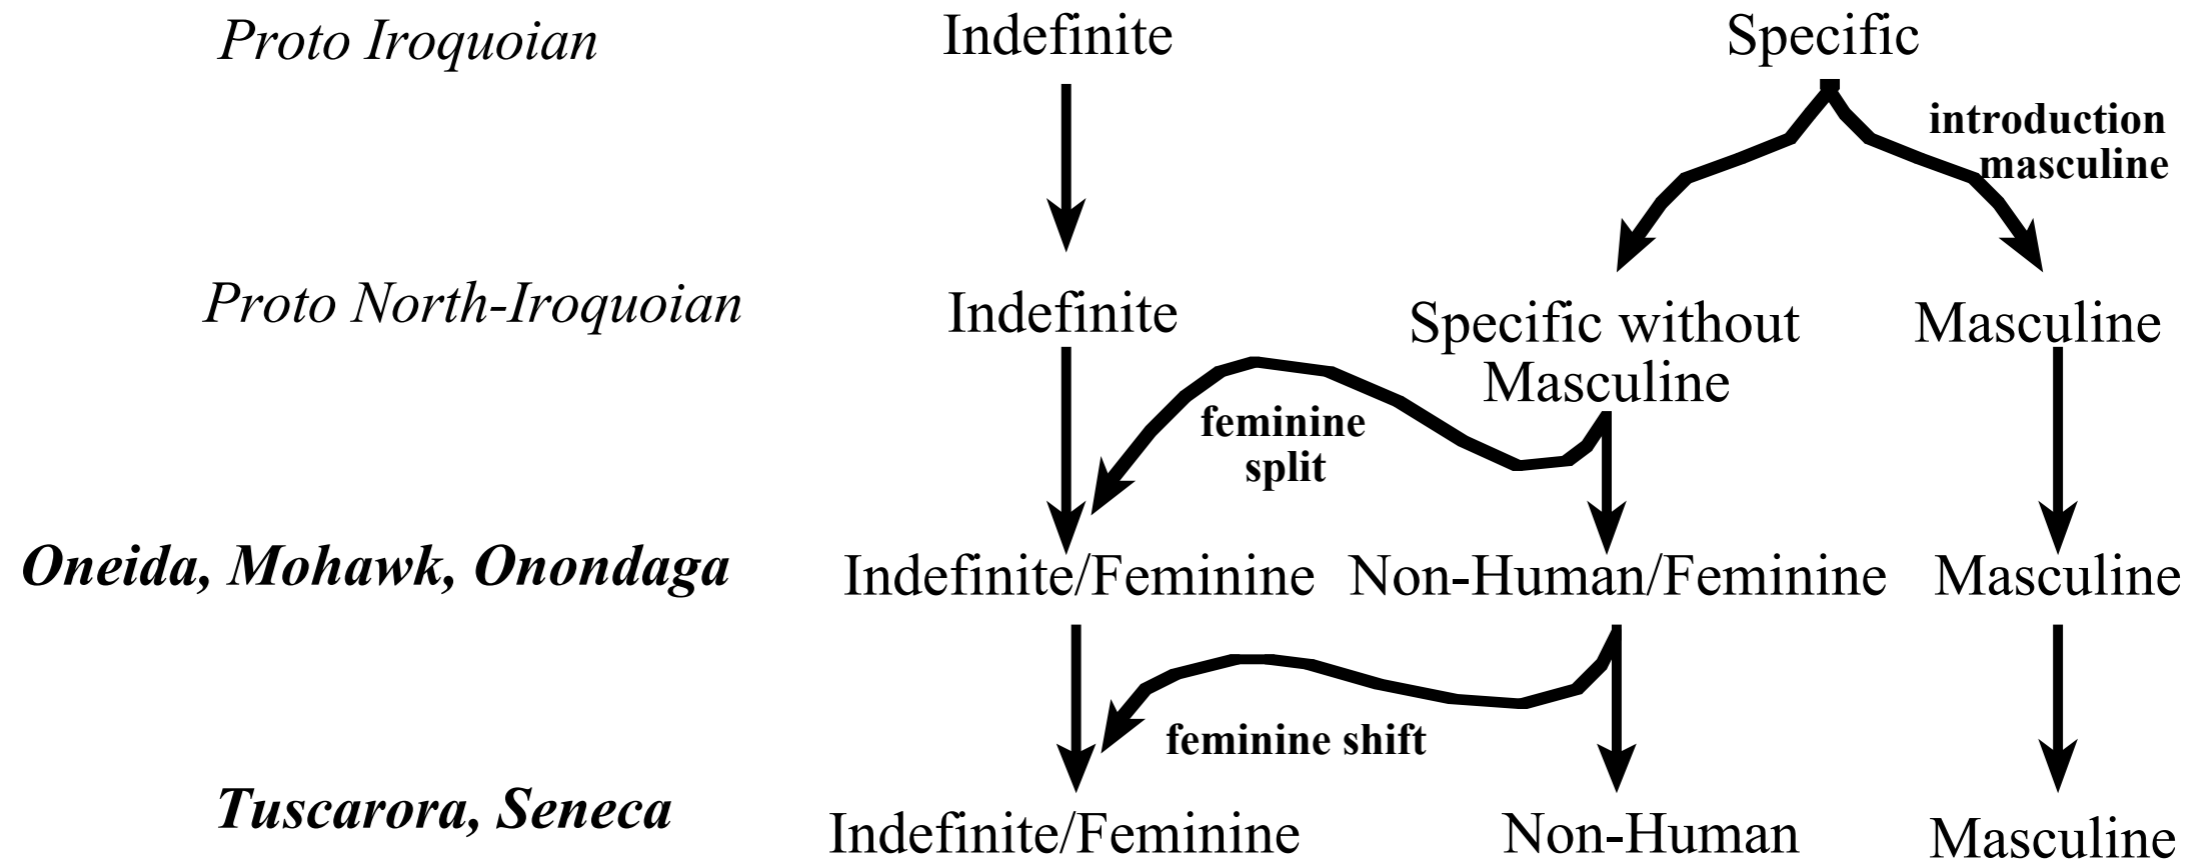 Proto Iroquoian
Indefinite
Specific
introduction
masculine
Proto North-Iroquoian
Indefinite
Specific without
Masculine
Masculine
feminine
split
Oneida, Mohawk, Onondaga
Indefinite/Feminine
Non-Human/Feminine
Masculine
feminine shift
Tuscarora, Seneca
Indefinite/Feminine
Non-Human
Masculine